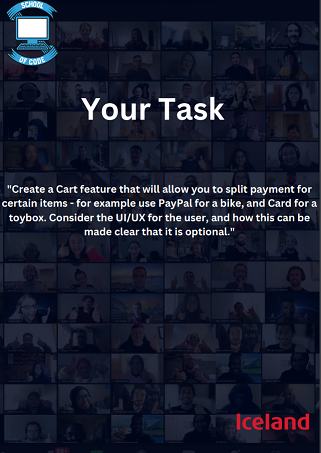 SCHOOL
OF CODE
Your Task
"Create a Cart feature that will allow you to split payment for
certain items - for example use PayPal for a bike, and Card for a
toybox. Consider the UI/UX for the user, and how this can be
made clear that it is optional."
Iceland